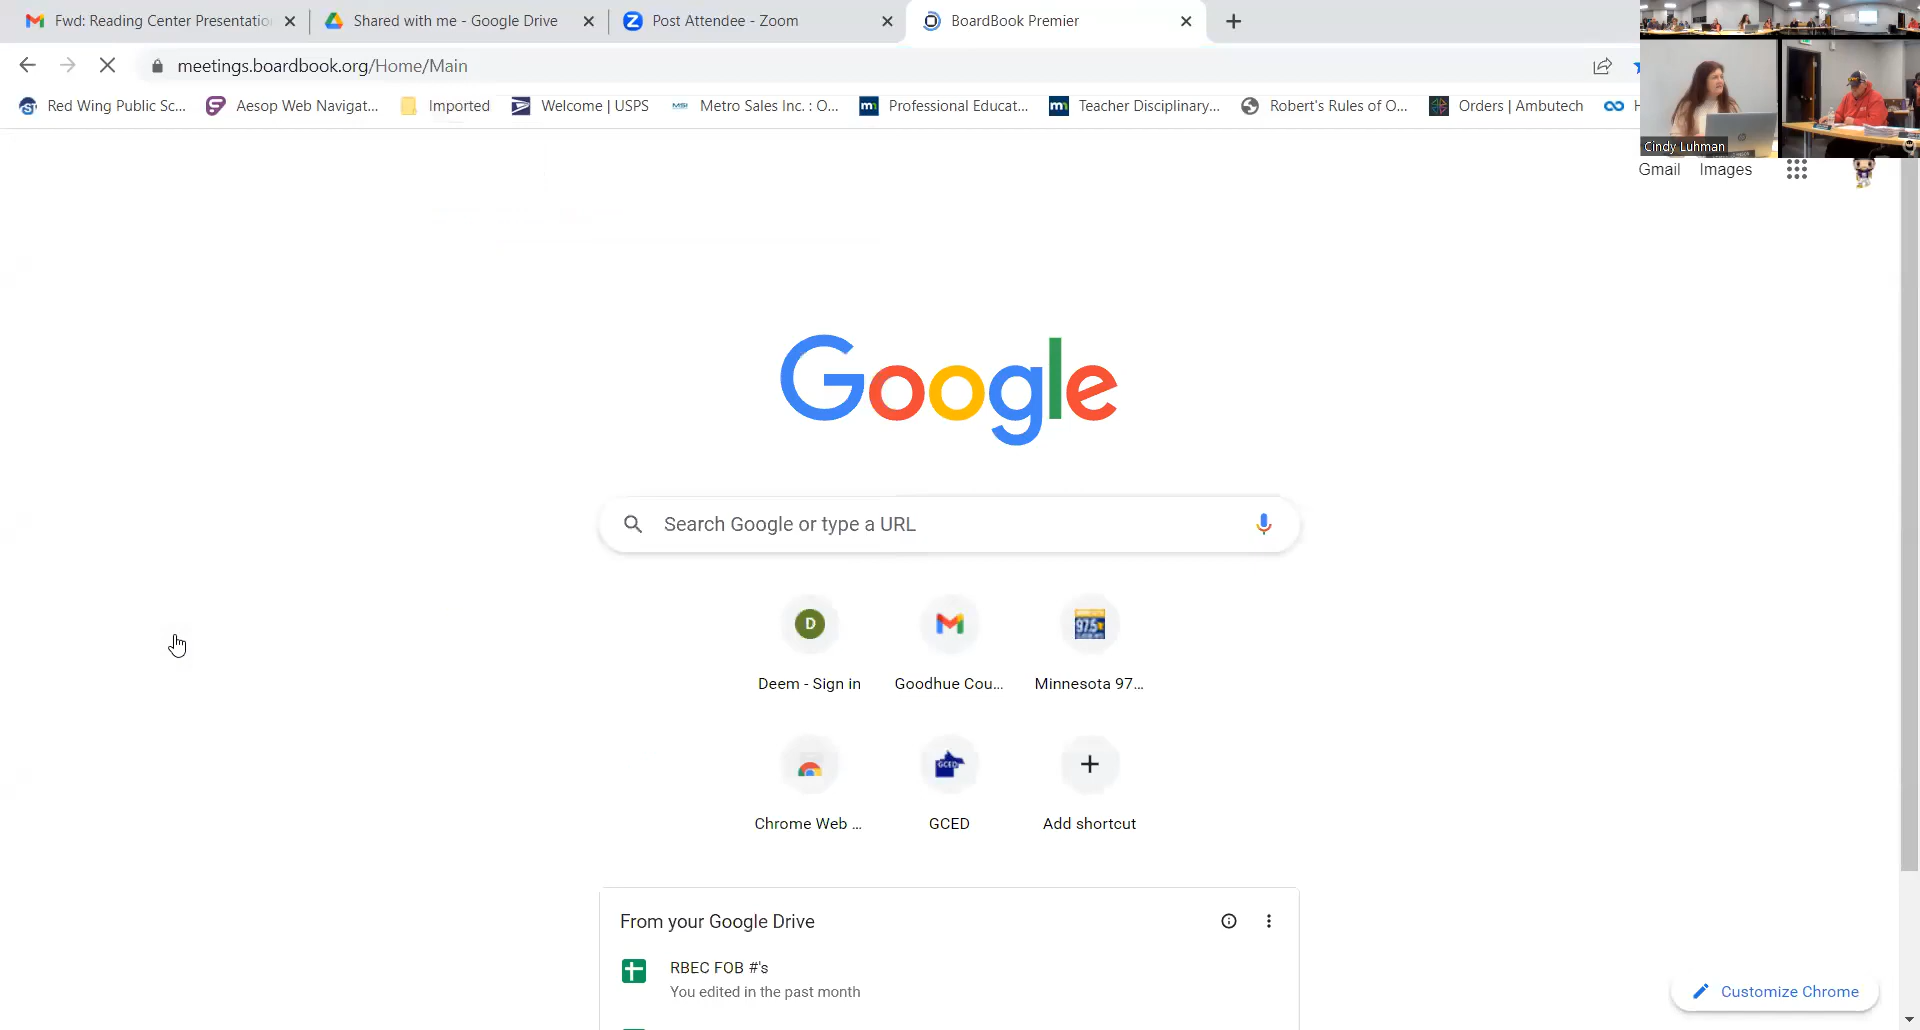 Fwd: Reading Center Presentatio
Shared with me - Google Drive
Post Attendee - Zoom
BoardBook Premier
meetings.boardbook.org/Home/Main
Red Wing Public Sc...
Aesop Web Navigat...
Imported
Welcome | USPS
Metro Sales Inc. : O...
Professional Educat...
Teacher Disciplinary...
Robert's Rules of O...
Orders | Ambutech
Cindy Luhman
Gmail
Images
Google
Search Google or type a URL
D
97.5
Deem - Sign in
Goodhue Cou...
Minnesota 97...
GCED
Chrome Web ...
GCED
Add shortcut
From your Google Drive
RBEC FOB #'s
You edited in the past month
Customize Chrome